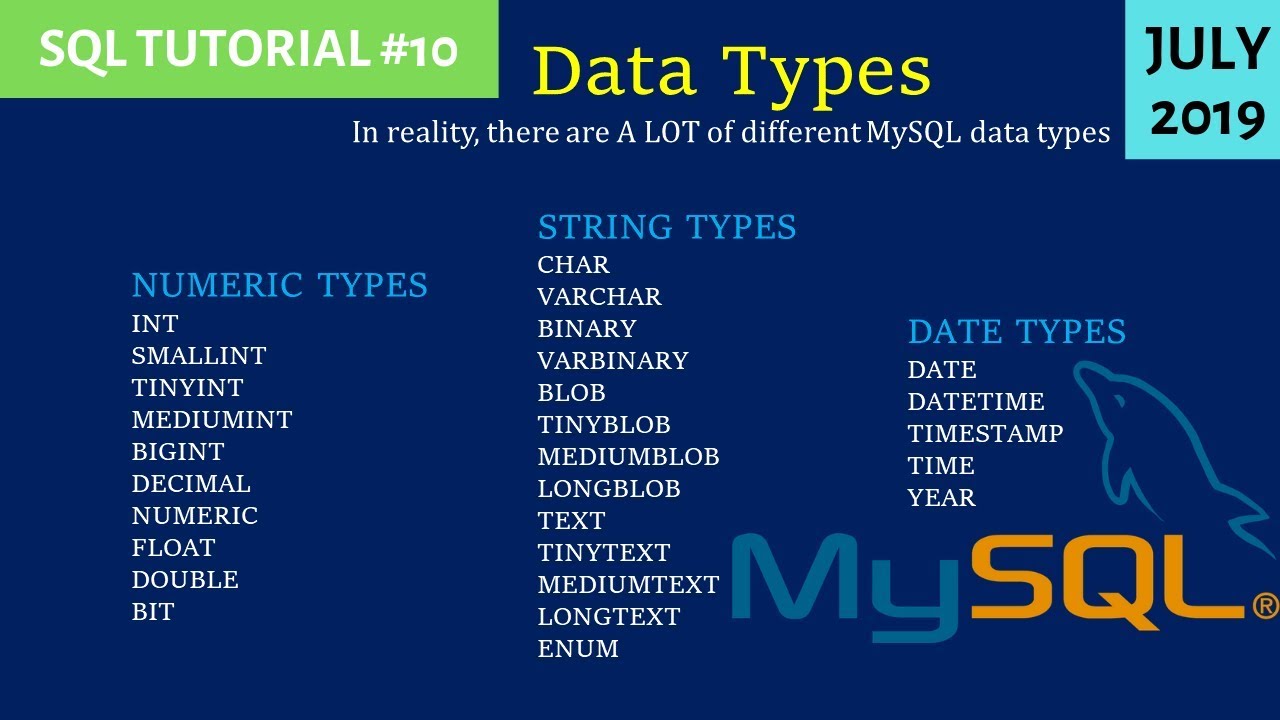 SQL TUTORIAL #10
Data Types
JULY
2019
In reality, there are A LOT of different MySQL data types
NUMERIC TYPES
INT
SMALLINT
TINYINT
MEDIUMINT
BIGINT
DECIMAL
NUMERIC
FLOAT
DOUBLE
BIT
STRING TYPES
CHAR
VARCHAR
BINARY
VARBINARY
BLOB
TINYBLOB
MEDIUMBLOB
LONGBLOB
TEXT
TINYTEXT
MEDIUMTEXT
LONGTEXT
ENUM
DATE TYPES
DATE
DATETIME
TIMESTAMP
TIME
YEAR
MySQL®